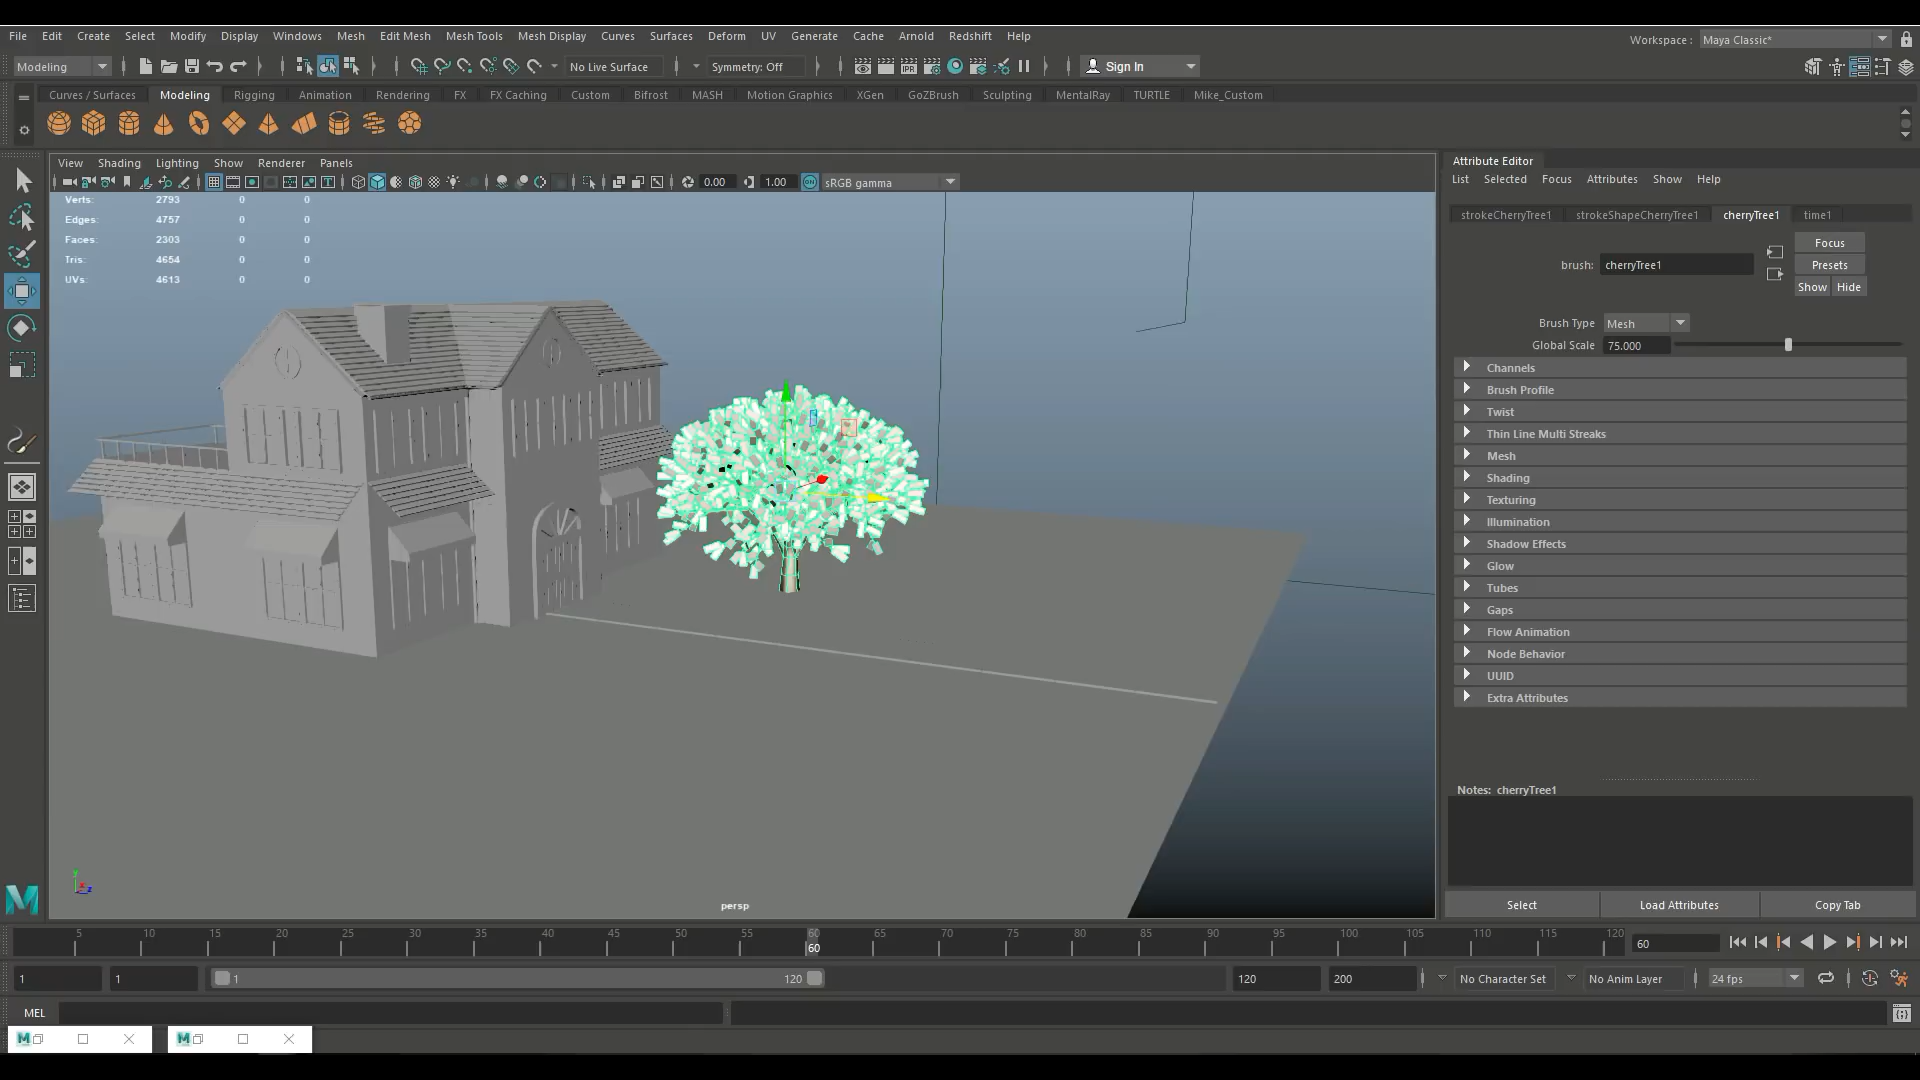 File Edit Create Select Modify Display Windows Mesh Edit Mesh Mesh Tools Mesh Display Curves Surfaces Deform UV Generate Cache Arnold Redshift Help
Workspace : Maya Classic*
Modeling No Live Surface Symmetry: Off Sign In
Curves / Surfaces Modeling Rigging Animation Rendering FX FX Caching Custom Bifrost MASH Motion Graphics XGen GoZBrush Sculpting MentalRay TURTLE Mike_Custom
View Shading Lighting Show Renderer Panels
0.00 1.00 ON sRGB gamma
Verts: 2793 0 0
Edges: 4757 0 0
Faces: 2303 0 0
Tris: 4654 0 0
UVs: 4613 0 0
persp
Attribute Editor
List Selected Focus Attributes Show Help
strokeCherryTree1 strokeShapeCherryTree1 cherryTree1 time1
Focus
brush: cherryTree1 Presets
Show Hide
Brush Type Mesh
Global Scale 75.000
Channels
Brush Profile
Twist
Thin Line Multi Streaks
Mesh
Shading
Texturing
Illumination
Shadow Effects
Glow
Tubes
Gaps
Flow Animation
Node Behavior
UUID
Extra Attributes
Notes: cherryTree1
Select Load Attributes Copy Tab
5 10 15 20 25 30 35 40 45 50 55 60 65 70 75 80 85 90 95 100 105 110 115 120
60 60
1 1 1 120 120 200 No Character Set No Anim Layer 24 fps
MEL